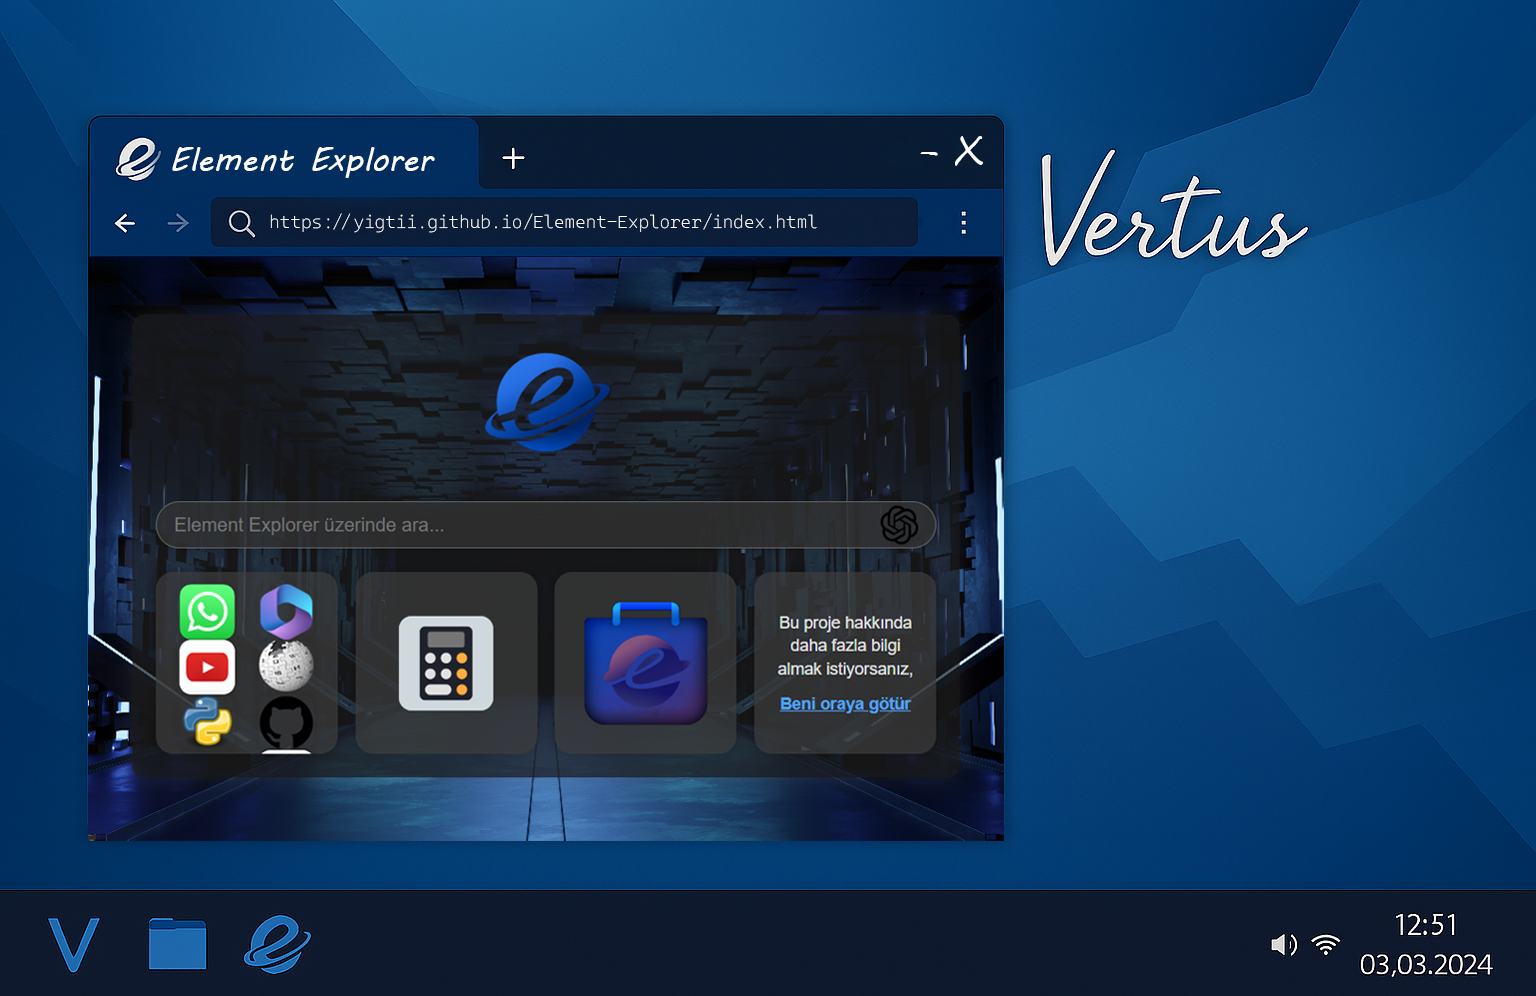 Element Explorer
https://yigtii.github.io/Element-Explorer/index.html
Vertus
Element Explorer üzerinde ara...
Bu proje hakkında
daha fazla bilgi
almak istiyorsanız,
Beni oraya götür
12:51
03,03.2024